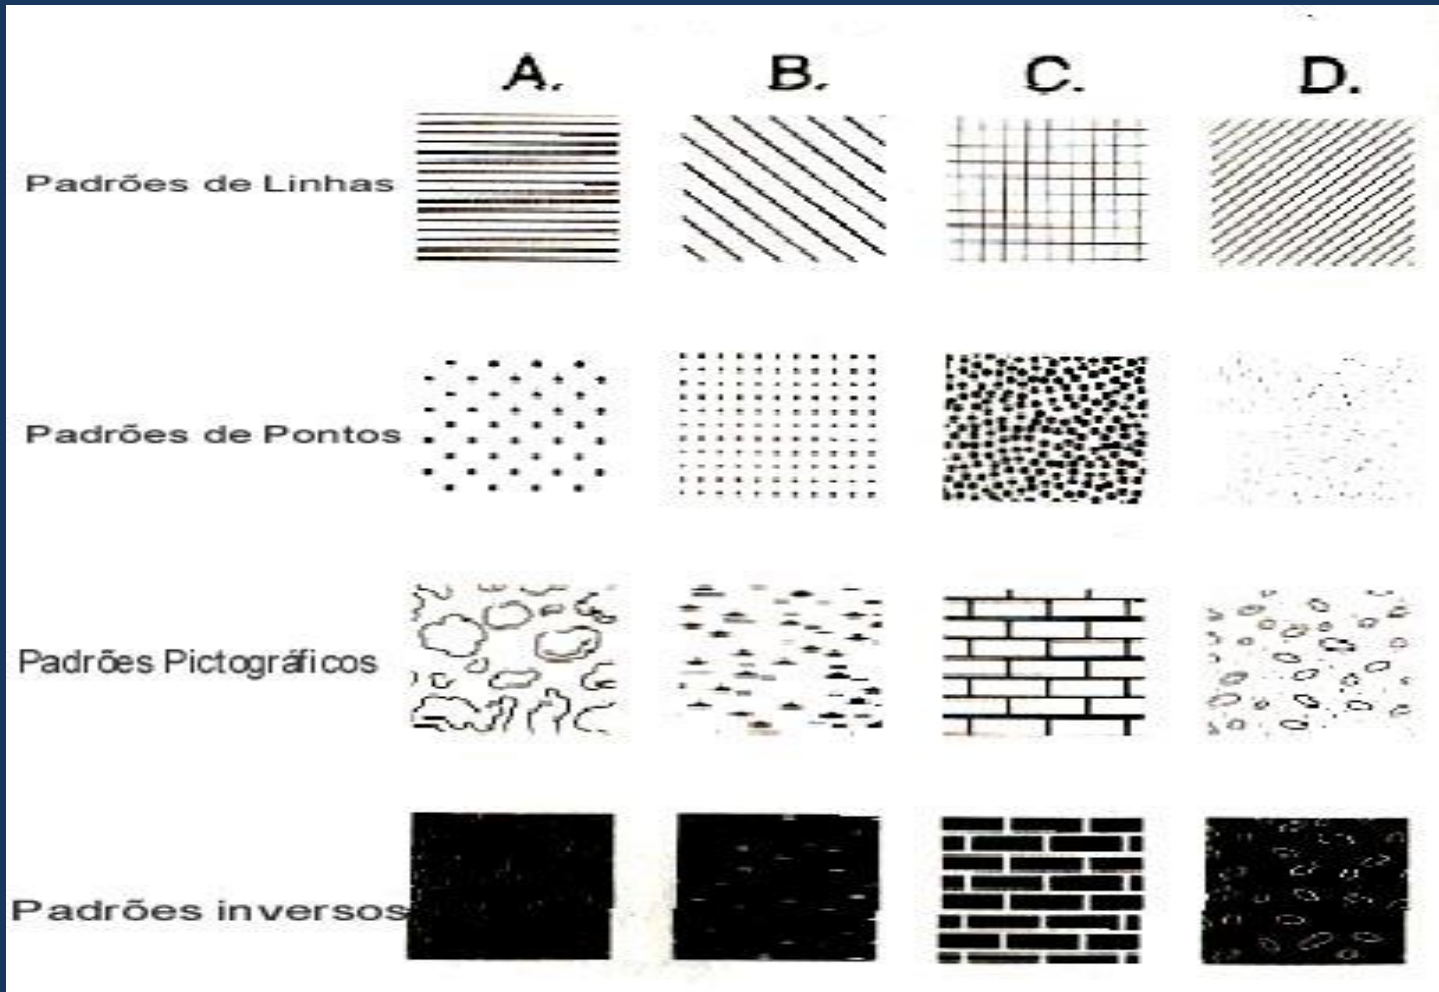 A. B. C. D.
Padrões de Linhas
Padrões de Pontos
Padrões Pictográficos
Padrões inversos